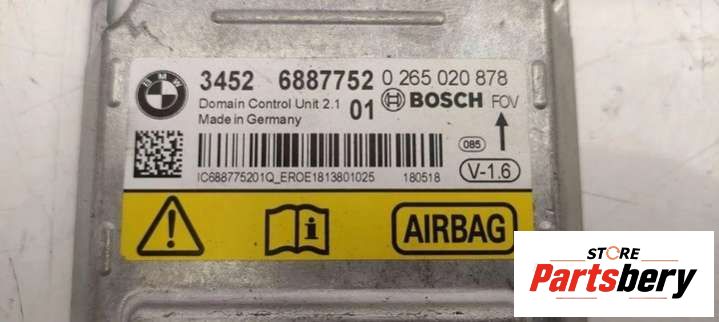 BMW
3452 6887752 0 265 020 878
Domain Control Unit 2.1 01 BOSCH FOV
Made in Germany
085
V-1.6
IC688775201Q_EROE1813801025 180518
AIRBAG
STORE
Partsbery